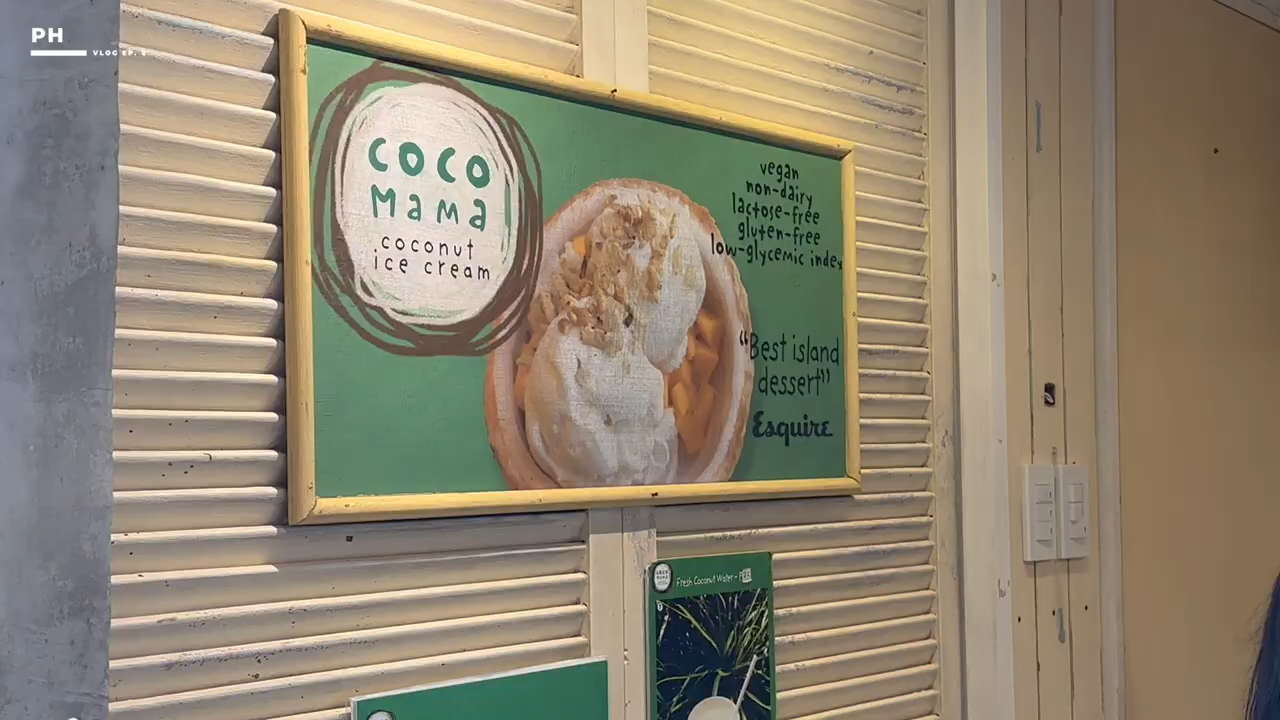 PH
VLOG EP.
COCO
MaMa
coconut
ice cream
vegan
non-dairy
lactose-free
gluten-free
low-glycemic index
"Best island
dessert"
Esquire
Fresh Coconut Water -